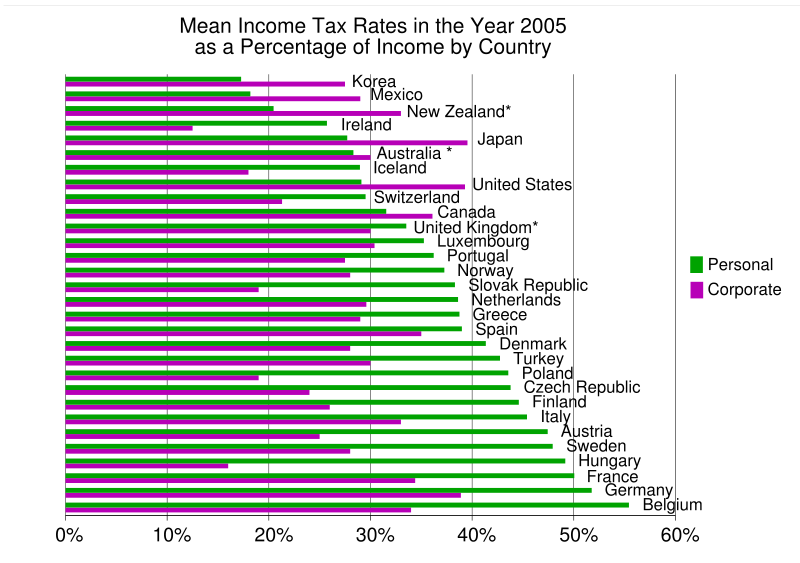 Mean Income Tax Rates in the Year 2005
as a Percentage of Income by Country
Korea
Mexico
New Zealand*
Ireland
Japan
Australia *
Iceland
United States
Switzerland
Canada
United Kingdom*
Luxembourg
Portugal
Norway
Slovak Republic
Netherlands
Greece
Spain
Denmark
Turkey
Poland
Czech Republic
Finland
Italy
Austria
Sweden
Hungary
France
Germany
Belgium
Personal
Corporate
0% 10% 20% 30% 40% 50% 60%